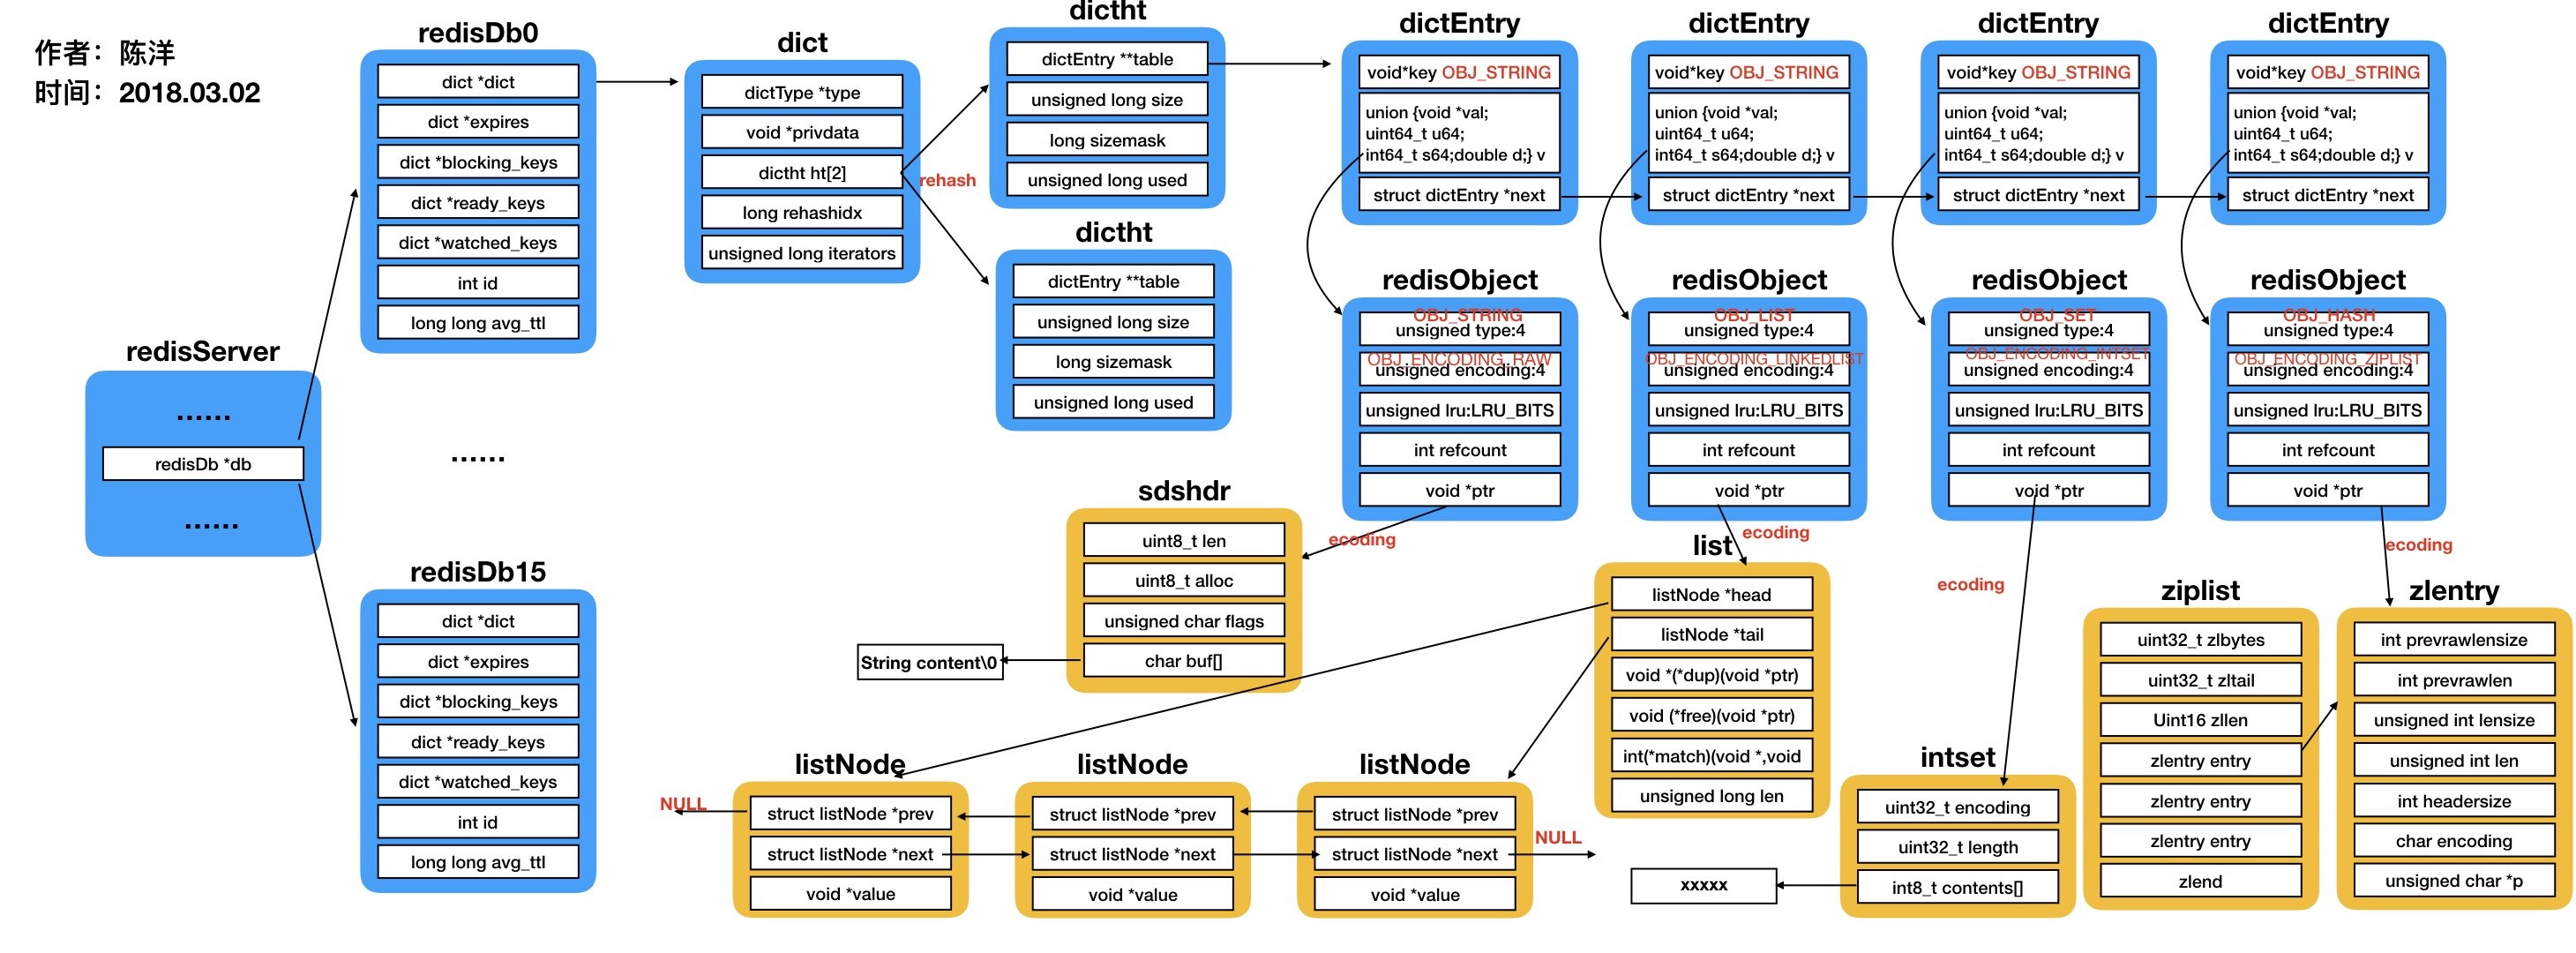 作者：陈洋
时间：2018.03.02
redisServer
......
redisDb *db
......
redisDb0
dict *dict
dict *expires
dict *blocking_keys
dict *ready_keys
dict *watched_keys
int id
long long avg_ttl
......
redisDb15
dict *dict
dict *expires
dict *blocking_keys
dict *ready_keys
dict *watched_keys
int id
long long avg_ttl
dict
dictType *type
void *privdata
dictht ht[2]
long rehashidx
unsigned long iterators
rehash
dictht
dictEntry **table
unsigned long size
long sizemask
unsigned long used
dictht
dictEntry **table
unsigned long size
long sizemask
unsigned long used
dictEntry
void*key OBJ_STRING
union {void *val;
uint64_t u64;
int64_t s64;double d;} v
struct dictEntry *next
dictEntry
void*key OBJ_STRING
union {void *val;
uint64_t u64;
int64_t s64;double d;} v
struct dictEntry *next
dictEntry
void*key OBJ_STRING
union {void *val;
uint64_t u64;
int64_t s64;double d;} v
struct dictEntry *next
dictEntry
void*key OBJ_STRING
union {void *val;
uint64_t u64;
int64_t s64;double d;} v
struct dictEntry *next
redisObject
OBJ_STRING
unsigned type:4
OBJ_ENCODING_RAW
unsigned encoding:4
unsigned lru:LRU_BITS
int refcount
void *ptr
redisObject
OBJ_LIST
unsigned type:4
OBJ_ENCODING_LINKEDLIST
unsigned encoding:4
unsigned lru:LRU_BITS
int refcount
void *ptr
redisObject
OBJ_SET
unsigned type:4
OBJ_ENCODING_INTSET
unsigned encoding:4
unsigned lru:LRU_BITS
int refcount
void *ptr
redisObject
OBJ_HASH
unsigned type:4
OBJ_ENCODING_ZIPLIST
unsigned encoding:4
unsigned lru:LRU_BITS
int refcount
void *ptr
ecoding
sdshdr
uint8_t len
uint8_t alloc
unsigned char flags
char buf[]
String content\0
ecoding
list
listNode *head
listNode *tail
void *(*dup)(void *ptr)
void (*free)(void *ptr)
int(*match)(void *,void
unsigned long len
NULL
listNode
struct listNode *prev
struct listNode *next
void *value
listNode
struct listNode *prev
struct listNode *next
void *value
listNode
struct listNode *prev
struct listNode *next
void *value
NULL
ecoding
intset
uint32_t encoding
uint32_t length
int8_t contents[]
xxxxx
ecoding
ziplist
uint32_t zlbytes
uint32_t zltail
Uint16 zllen
zlentry entry
zlentry entry
zlentry entry
zlend
zlentry
int prevrawlensize
int prevrawlen
unsigned int lensize
unsigned int len
int headersize
char encoding
unsigned char *p